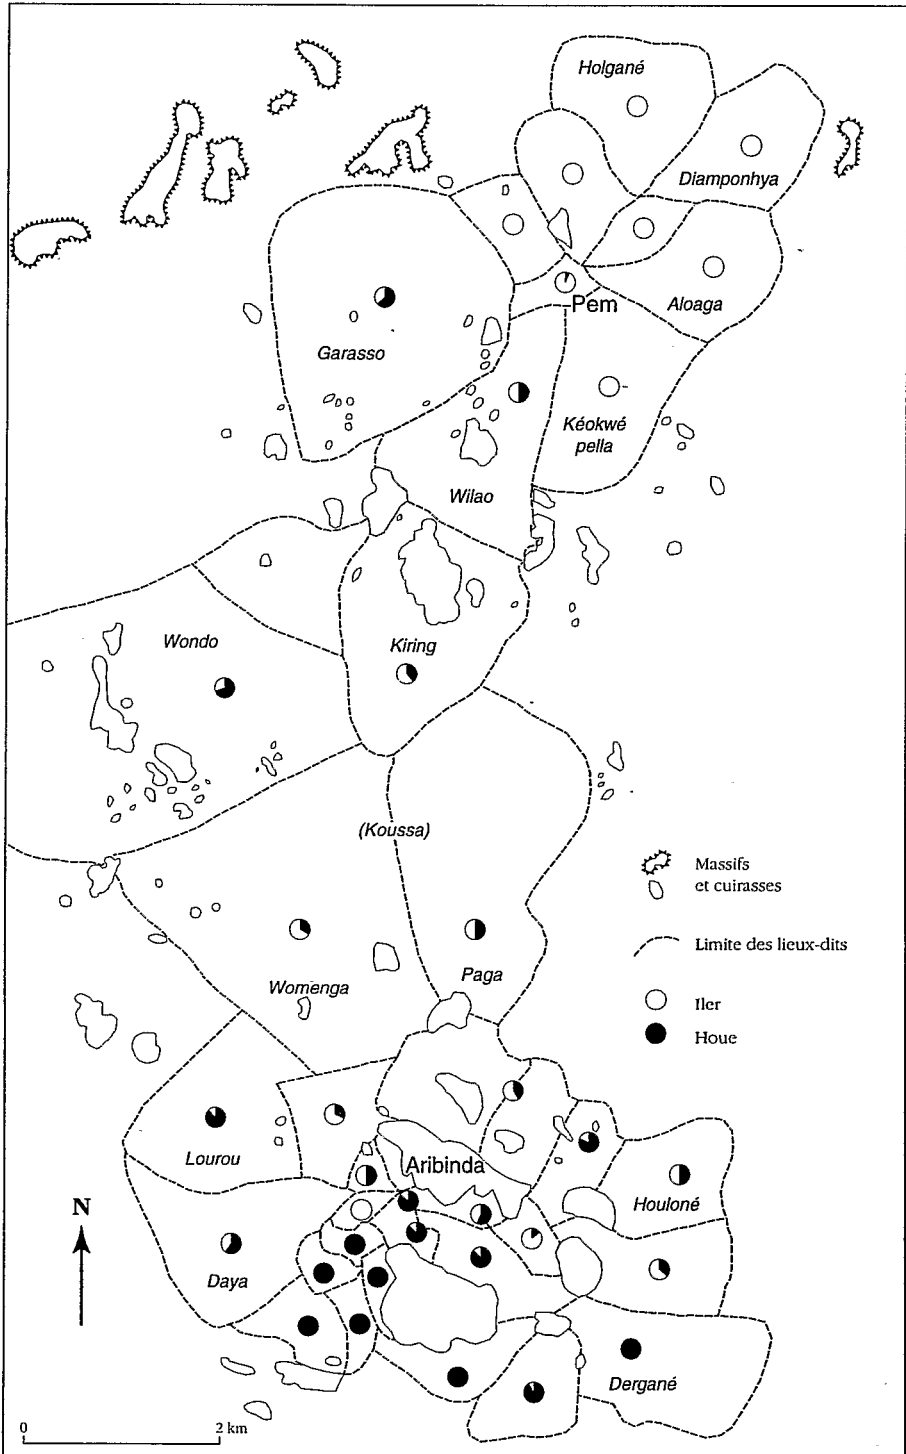 Holgané
Diamponhya
Pem
Aloaga
Garasso
Kéokwé
pella
Wilao
Wondo
Kiring
(Koussa)
Massifs
et cuirasses
Limite des lieux-dits
Iler
Houe
Paga
Womenga
Lourou
Aribinda
Houloné
N
Daya
Dergané
0
2 km